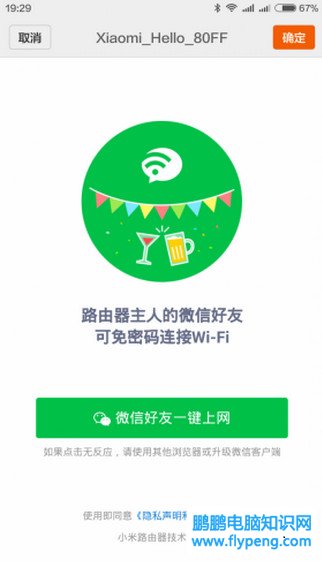 19:29
67%
取消
Xiaomi_Hello_80FF
确定
路由器主人的微信好友
可免密码连接Wi-Fi
微信好友一键上网
如果点击无反应，请使用其他浏览器或升级微信客户端
使用即同意《隐私声明和
小米路由器技术
鹏鹏电脑知识网
www.flypeng.com